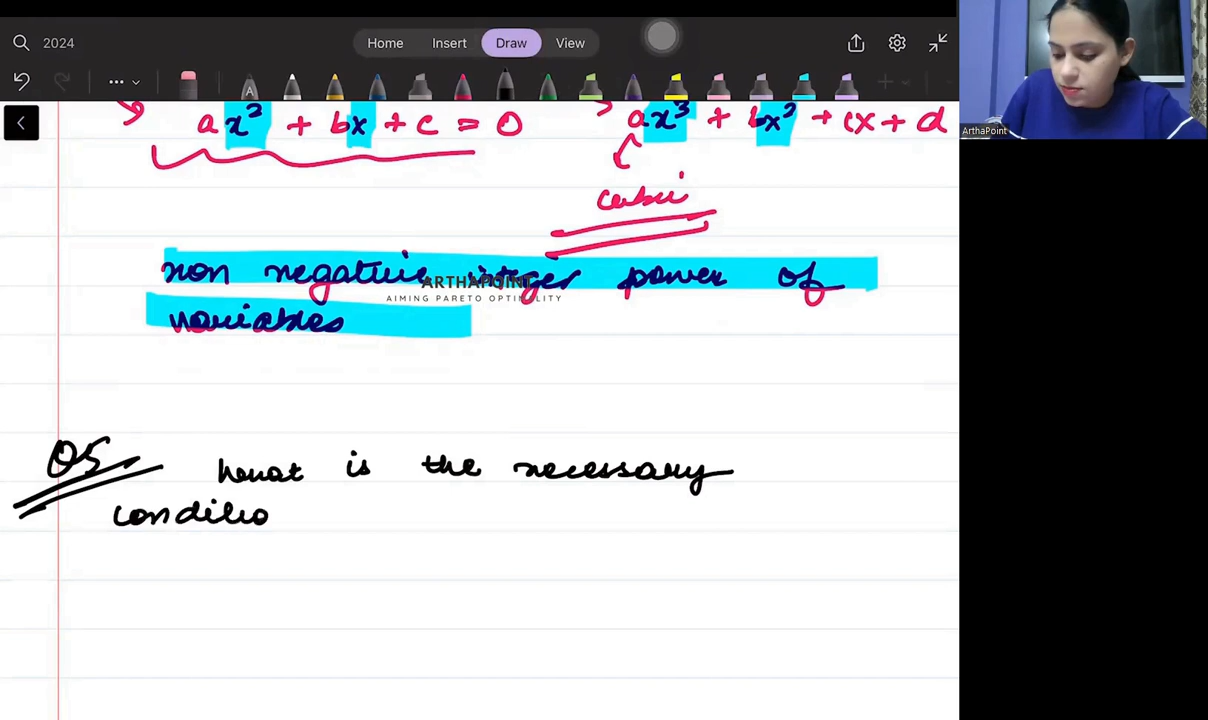 2024
Home Insert Draw View
A
ax² + bx + c = 0
ax³ + bx² + cx + d
cubic
non negative integer power of
variables
ARTHAPOINT
AIMING PARETO OPTIMALITY
Q5 what is the necessary
conditio
ArthaPoint